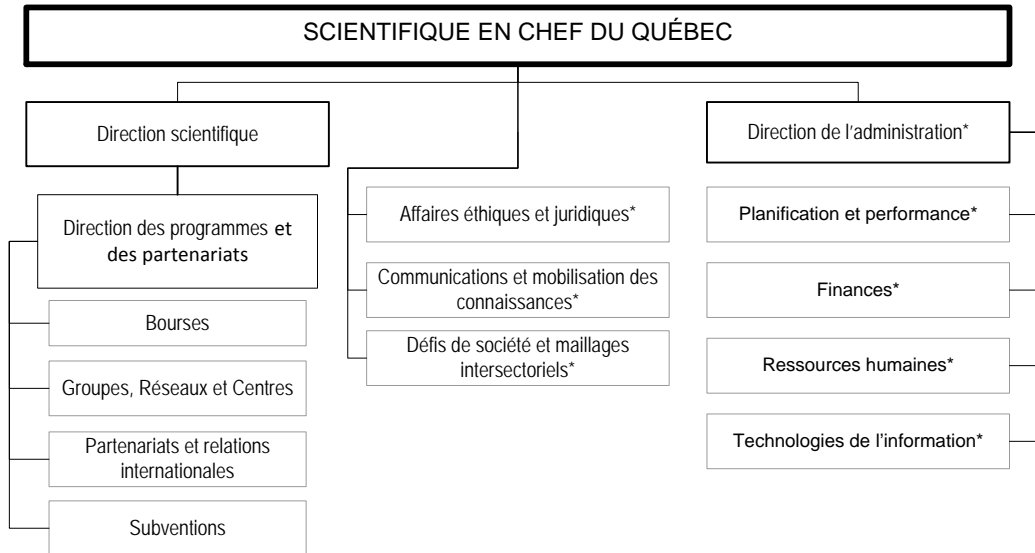 SCIENTIFIQUE EN CHEF DU QUÉBEC
Direction scientifique
Direction des programmes et
des partenariats
Bourses
Groupes, Réseaux et Centres
Partenariats et relations
internationales
Subventions
Affaires éthiques et juridiques*
Communications et mobilisation des
connaissances*
Défis de société et maillages
intersectoriels*
Direction de l'administration*
Planification et performance*
Finances*
Ressources humaines*
Technologies de l'information*